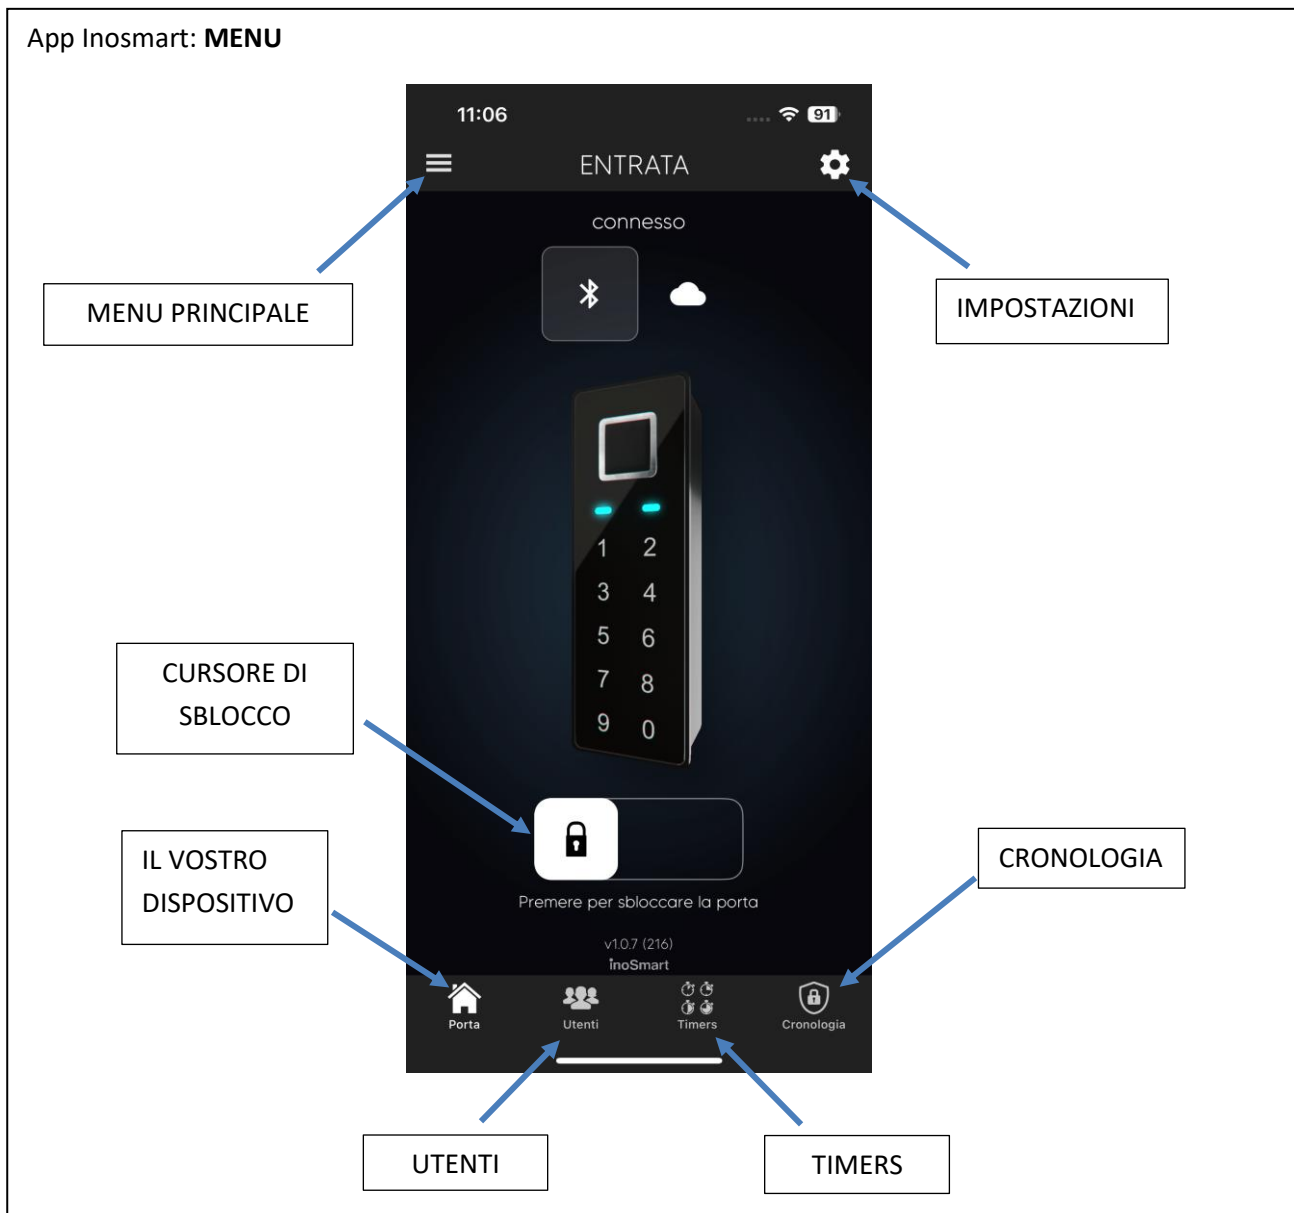 App Inosmart: MENU
11:06
91
ENTRATA
connesso
MENU PRINCIPALE
IMPOSTAZIONI
1 2
3 4
5 6
7 8
9 0
CURSORE DI
SBLOCCO
IL VOSTRO
DISPOSITIVO
CRONOLOGIA
Premere per sbloccare la porta
v1.0.7 (216)
inoSmart
Porta
Utenti
Timers
Cronologia
UTENTI
TIMERS